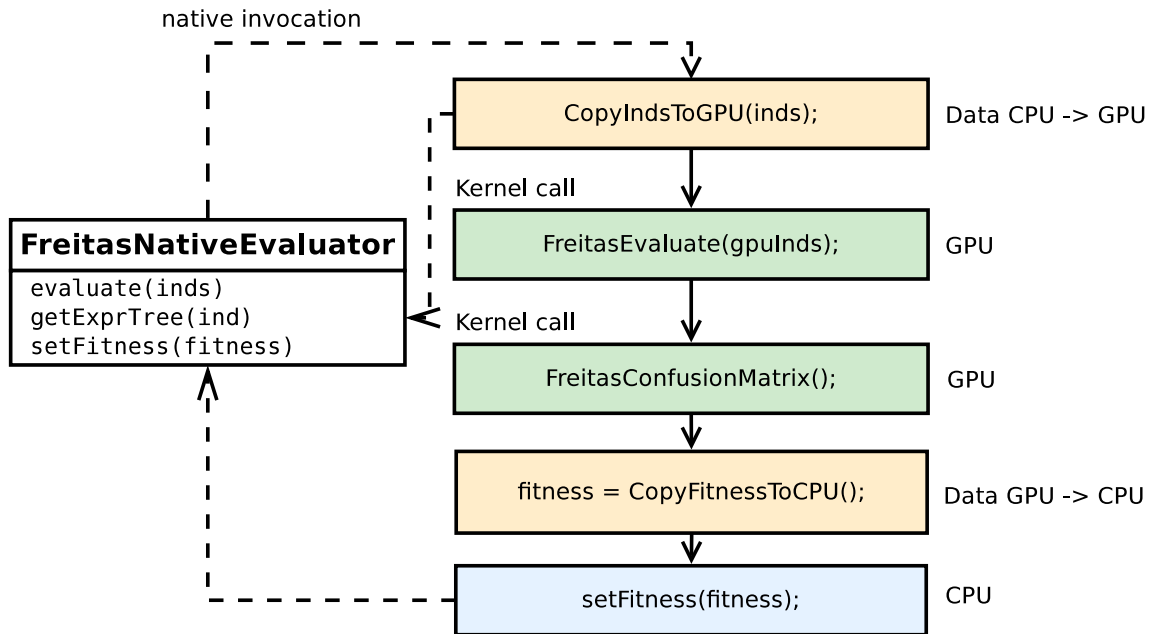 native invocation
CopyIndsToGPU(inds);
Data CPU -> GPU
Kernel call
FreitasNativeEvaluator
FreitasEvaluate(gpuInds);
GPU
evaluate(inds)
getExprTree(ind)
setFitness(fitness)
Kernel call
FreitasConfusionMatrix();
GPU
fitness = CopyFitnessToCPU();
Data GPU -> CPU
setFitness(fitness);
CPU